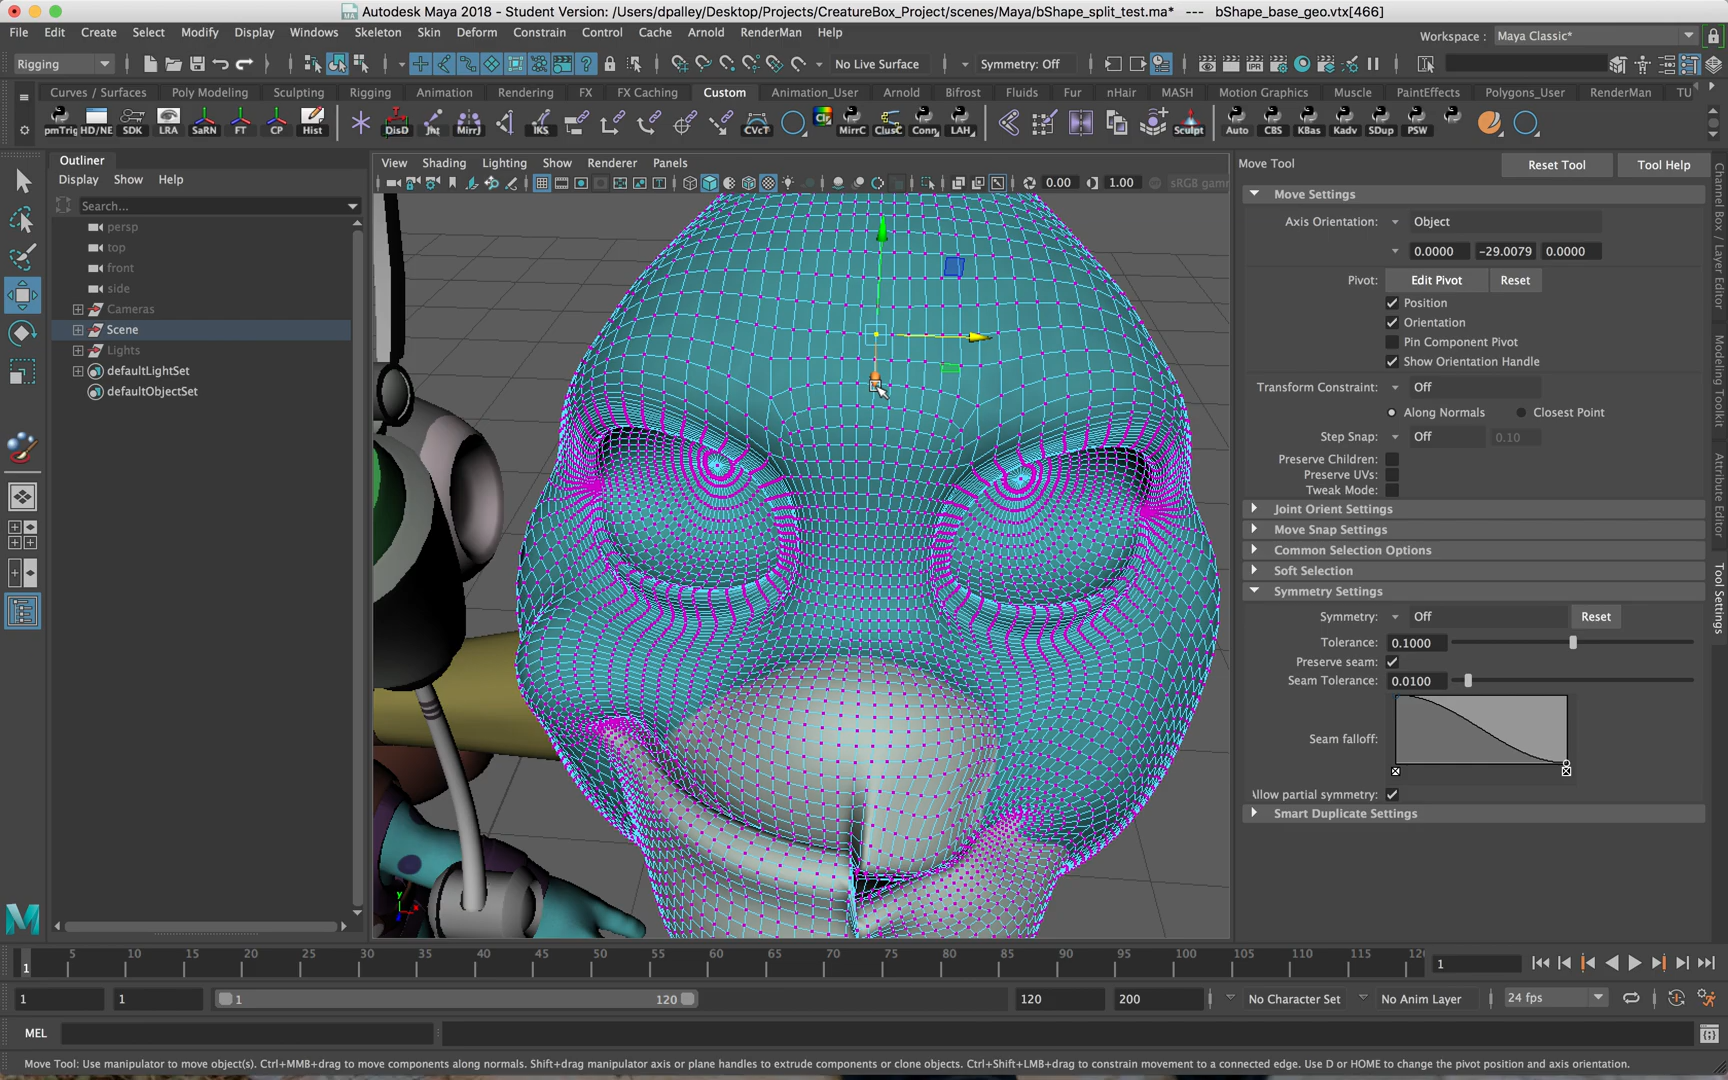 Autodesk Maya 2018 - Student Version: /Users/dpalley/Desktop/Projects/CreatureBox_Project/scenes/Maya/bShape_split_test.ma* --- bShape_base_geo.vtx[466]
File Edit Create Select Modify Display Windows Skeleton Skin Deform Constrain Control Cache Arnold RenderMan Help
Workspace : Maya Classic*
Rigging
No Live Surface
Symmetry: Off
Curves / Surfaces Poly Modeling Sculpting Rigging Animation Rendering FX FX Caching Custom Animation_User Arnold Bifrost Fluids Fur nHair MASH Motion Graphics Muscle PaintEffects Polygons_User RenderMan TU
pmTrig HD/NE SDK LRA SaRN FT CP Hist DisD Jnt Mirrj IKS CVcT MirrC ClusC Conn_ LAH_ Sculpt Auto CBS KBas Kadv SDup PSW
Outliner
Display Show Help
Search...
persp
top
front
side
Cameras
Scene
Lights
defaultLightSet
defaultObjectSet
View Shading Lighting Show Renderer Panels
0.00 1.00 sRGB gamm
y
Move Tool
Reset Tool
Tool Help
Move Settings
Axis Orientation: Object
0.0000 -29.0079 0.0000
Pivot: Edit Pivot Reset
Position
Orientation
Pin Component Pivot
Show Orientation Handle
Transform Constraint: Off
Along Normals Closest Point
Step Snap: Off 0.10
Preserve Children:
Preserve UVs:
Tweak Mode:
Joint Orient Settings
Move Snap Settings
Common Selection Options
Soft Selection
Symmetry Settings
Symmetry: Off Reset
Tolerance: 0.1000
Preserve seam:
Seam Tolerance: 0.0100
Seam falloff:
Allow partial symmetry:
Smart Duplicate Settings
Channel Box / Layer Editor
Modeling Toolkit
Attribute Editor
Tool Settings
1 5 10 15 20 25 30 35 40 45 50 55 60 65 70 75 80 85 90 95 100 105 110 115 12
1
1 1 1 120 120 200
No Character Set
No Anim Layer
24 fps
MEL
Move Tool: Use manipulator to move object(s). Ctrl+MMB+drag to move components along normals. Shift+drag manipulator axis or plane handles to extrude components or clone objects. Ctrl+Shift+LMB+drag to constrain movement to a connected edge. Use D or HOME to change the pivot position and axis orientation.